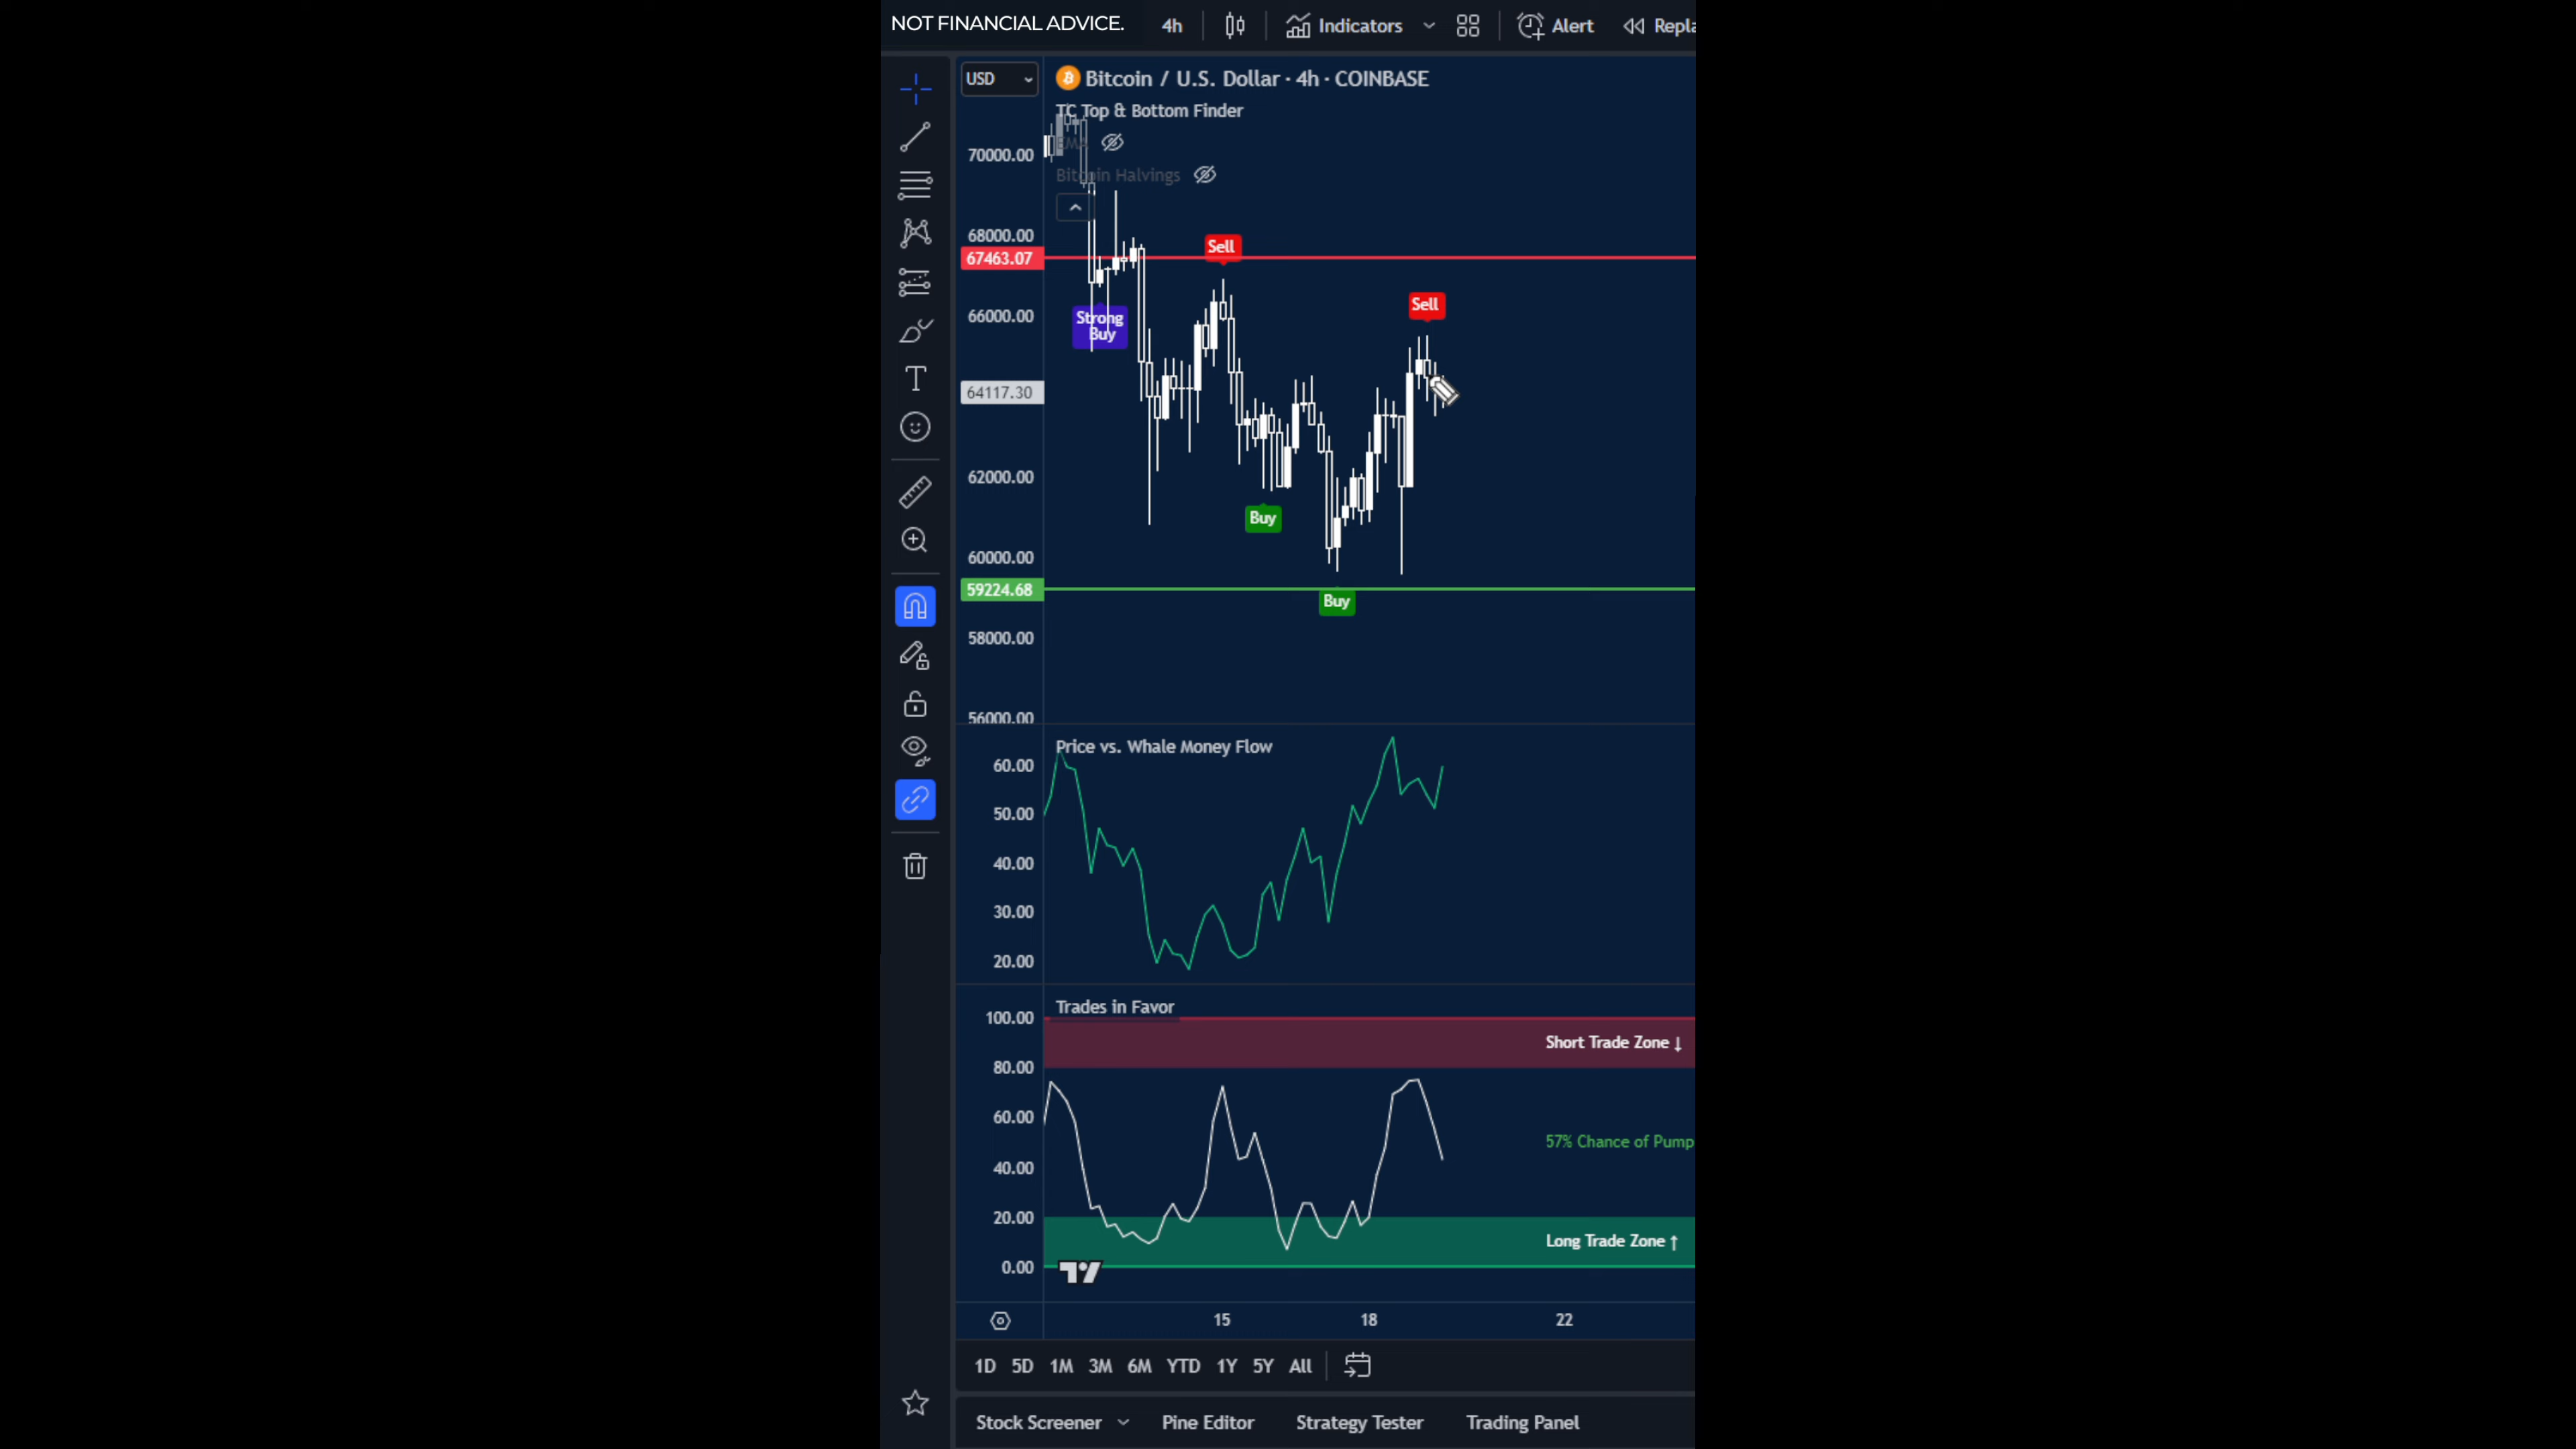 NOT FINANCIAL ADVICE.
4h
Indicators
Alert
Repla
USD
Bitcoin / U.S. Dollar · 4h · COINBASE
TC Top & Bottom Finder
EMA
Bitcoin Halvings
70000.00
68000.00
67463.07
66000.00
64117.30
62000.00
60000.00
59224.68
58000.00
56000.00
Sell
Sell
Strong
Buy
Buy
Buy
Price vs. Whale Money Flow
60.00
50.00
40.00
30.00
20.00
Trades in Favor
100.00
80.00
60.00
40.00
20.00
0.00
Short Trade Zone ↓
57% Chance of Pump
Long Trade Zone ↑
15
18
22
1D
5D
1M
3M
6M
YTD
1Y
5Y
All
Stock Screener
Pine Editor
Strategy Tester
Trading Panel